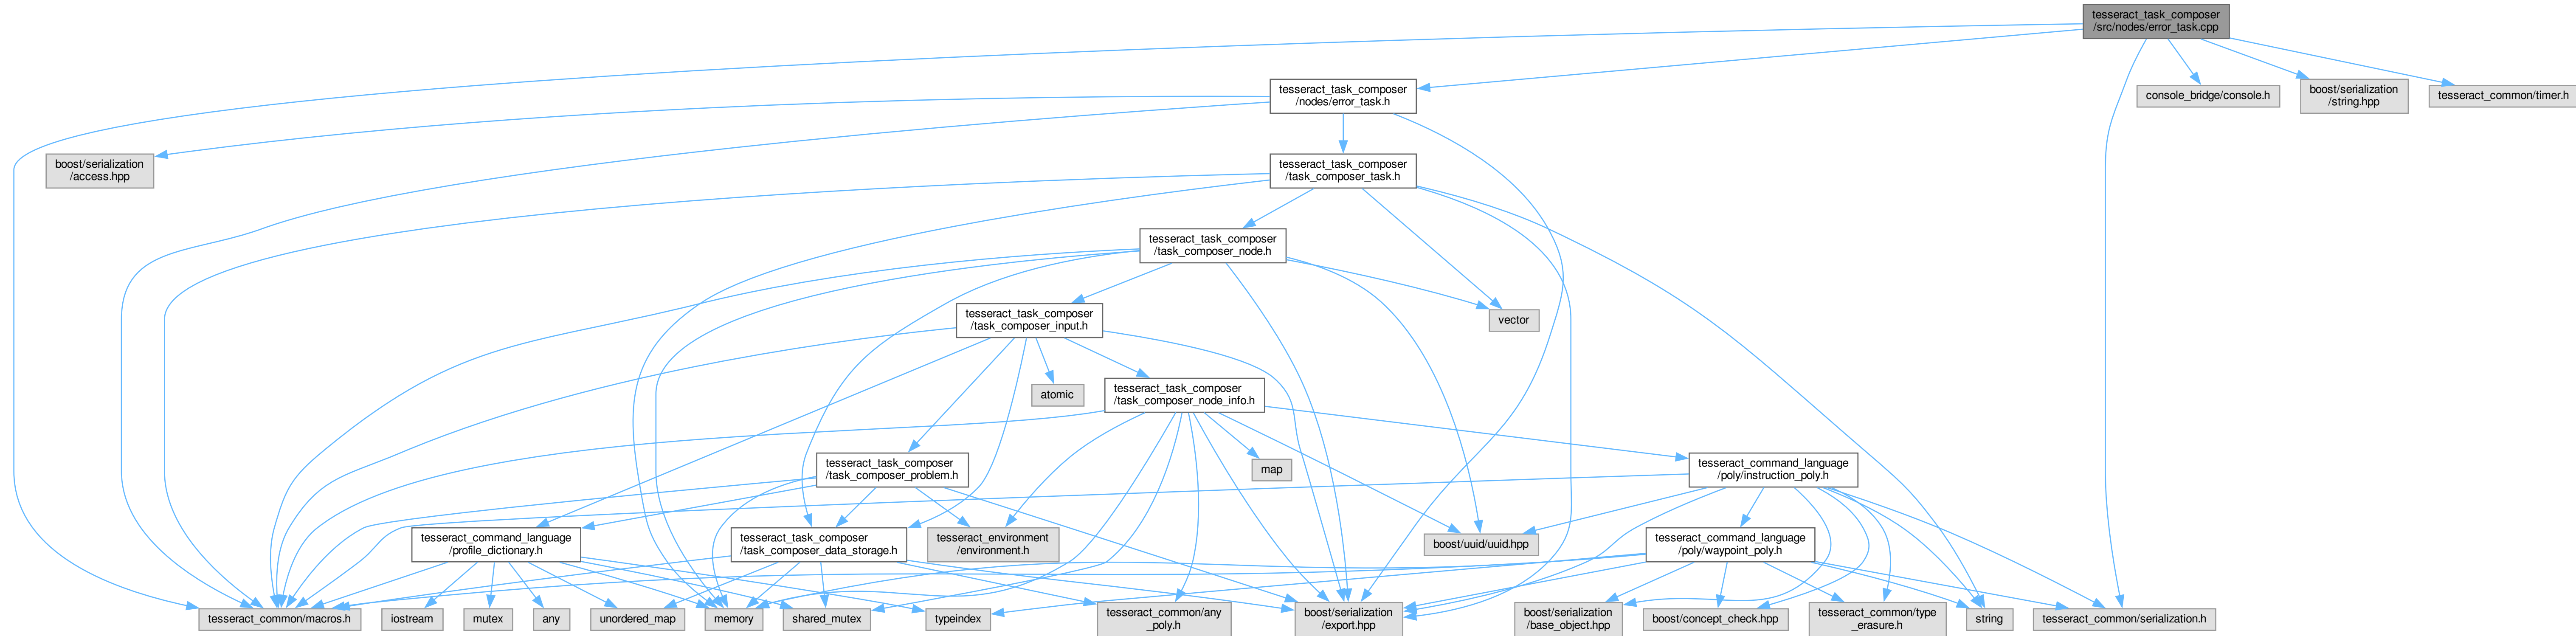 tesseract_task_composer
/src/nodes/error_task.cpp
tesseract_task_composer
/nodes/error_task.h
console_bridge/console.h
boost/serialization
/string.hpp
tesseract_common/timer.h
boost/serialization
/access.hpp
tesseract_task_composer
/task_composer_task.h
tesseract_task_composer
/task_composer_node.h
tesseract_task_composer
/task_composer_input.h
vector
atomic
tesseract_task_composer
/task_composer_node_info.h
tesseract_task_composer
/task_composer_problem.h
map
tesseract_command_language
/poly/instruction_poly.h
tesseract_command_language
/profile_dictionary.h
tesseract_task_composer
/task_composer_data_storage.h
tesseract_environment
/environment.h
boost/uuid/uuid.hpp
tesseract_command_language
/poly/waypoint_poly.h
tesseract_common/macros.h
iostream
mutex
any
unordered_map
memory
shared_mutex
typeindex
tesseract_common/any
_poly.h
boost/serialization
/export.hpp
boost/serialization
/base_object.hpp
boost/concept_check.hpp
tesseract_common/type
_erasure.h
string
tesseract_common/serialization.h